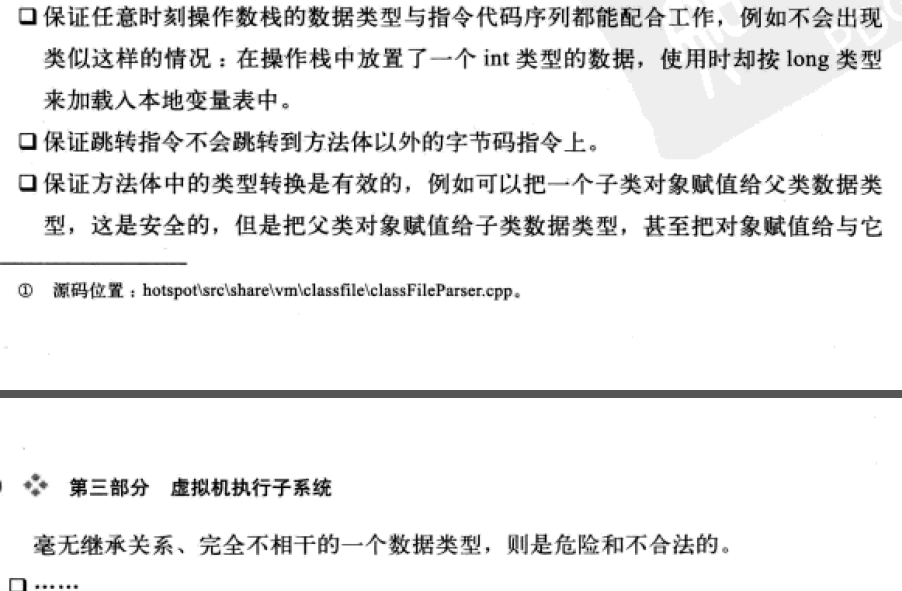 ❑ 保证任意时刻操作数栈的数据类型与指令代码序列都能配合工作，例如不会出现
类似这样的情况：在操作栈中放置了一个 int 类型的数据，使用时却按 long 类型
来加载入本地变量表中。
❑ 保证跳转指令不会跳转到方法体以外的字节码指令上。
❑ 保证方法体中的类型转换是有效的，例如可以把一个子类对象赋值给父类数据类
型，这是安全的，但是把父类对象赋值给子类数据类型，甚至把对象赋值给与它
① 源码位置：hotspot\src\share\vm\classfile\classFileParser.cpp。
第三部分 虚拟机执行子系统
毫无继承关系、完全不相干的一个数据类型，则是危险和不合法的。
❑ ……